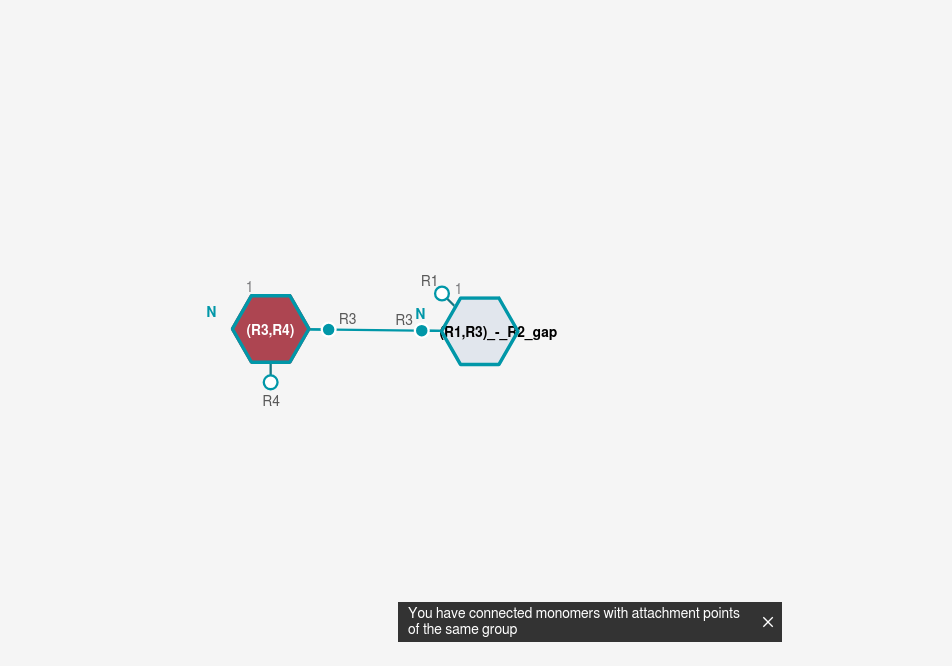 1
N
(R3,R4)
R3
R4
R3
N
R1
1
(R1,R3)_-_R2_gap
You have connected monomers with attachment points
of the same group